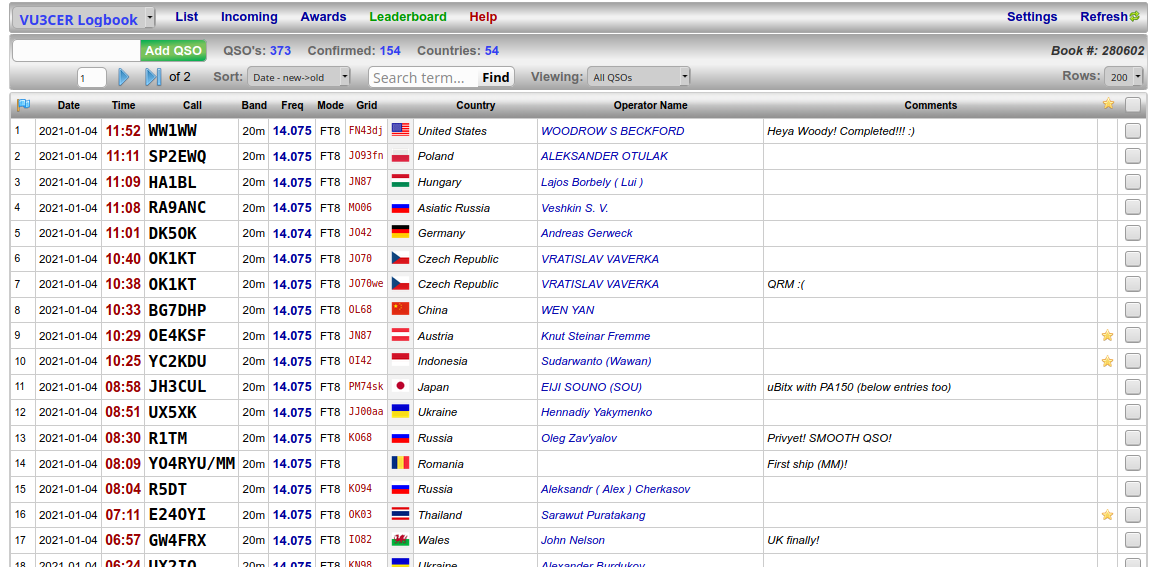 VU3CER Logbook List Incoming Awards Leaderboard Help Settings Refresh
Add QSO QSO's: 373 Confirmed: 154 Countries: 54 Book #: 280602
1 of 2 Sort: Date - new->old Search term... Find Viewing: All QSOs Rows: 200
Date Time Call Band Freq Mode Grid Country Operator Name Comments
1 2021-01-04 11:52 WW1WW 20m 14.075 FT8 FN43dj United States WOODROW S BECKFORD Heya Woody! Completed!!! :)
2 2021-01-04 11:11 SP2EWQ 20m 14.075 FT8 JO93fn Poland ALEKSANDER OTULAK
3 2021-01-04 11:09 HA1BL 20m 14.075 FT8 JN87 Hungary Lajos Borbely ( Lui )
4 2021-01-04 11:08 RA9ANC 20m 14.075 FT8 MO06 Asiatic Russia Veshkin S. V.
5 2021-01-04 11:01 DK5OK 20m 14.074 FT8 JO42 Germany Andreas Gerweck
6 2021-01-04 10:40 OK1KT 20m 14.075 FT8 JO70 Czech Republic VRATISLAV VAVERKA
7 2021-01-04 10:38 OK1KT 20m 14.075 FT8 JO70we Czech Republic VRATISLAV VAVERKA QRM :(
8 2021-01-04 10:33 BG7DHP 20m 14.075 FT8 OL68 China WEN YAN
9 2021-01-04 10:29 OE4KSF 20m 14.075 FT8 JN87 Austria Knut Steinar Fremme
10 2021-01-04 10:25 YC2KDU 20m 14.075 FT8 OI42 Indonesia Sudarwanto (Wawan)
11 2021-01-04 08:58 JH3CUL 20m 14.075 FT8 PM74sk Japan EIJI SOUNO (SOU) uBitx with PA150 (below entries too)
12 2021-01-04 08:51 UX5XK 20m 14.075 FT8 JJ00aa Ukraine Hennadiy Yakymenko
13 2021-01-04 08:30 R1TM 20m 14.075 FT8 KO68 Russia Oleg Zav'yalov Privyet! SMOOTH QSO!
14 2021-01-04 08:09 YO4RYU/MM 20m 14.075 FT8 Romania First ship (MM)!
15 2021-01-04 08:04 R5DT 20m 14.075 FT8 KO94 Russia Aleksandr ( Alex ) Cherkasov
16 2021-01-04 07:11 E24OYI 20m 14.075 FT8 OK03 Thailand Sarawut Puratakang
17 2021-01-04 06:57 GW4FRX 20m 14.075 FT8 IO82 Wales John Nelson UK finally!
18 2021-01-04 06:24 20m 14.075 FT8 KN98 Ukraine Alexander Burdukov